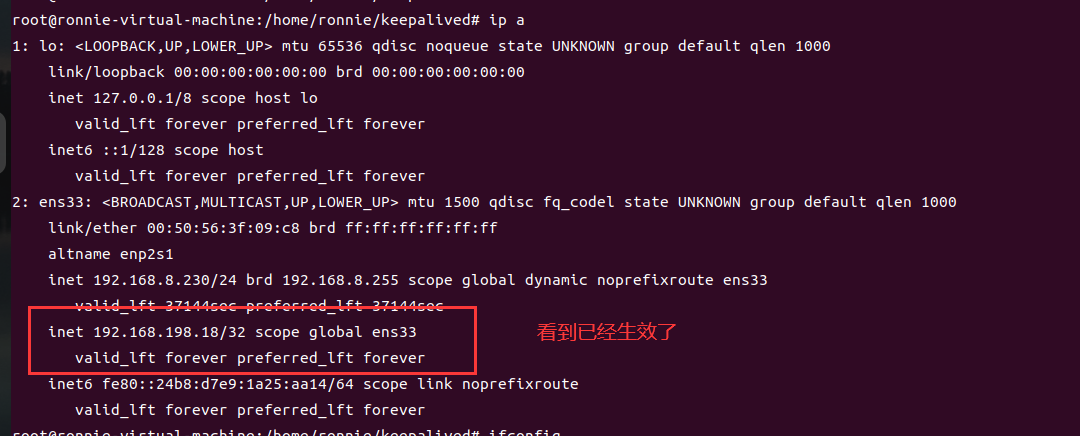 root@ronnie-virtual-machine:/home/ronnie/keepalived# ip a
1: lo: <LOOPBACK,UP,LOWER_UP> mtu 65536 qdisc noqueue state UNKNOWN group default qlen 1000
link/loopback 00:00:00:00:00:00 brd 00:00:00:00:00:00
inet 127.0.0.1/8 scope host lo
valid_lft forever preferred_lft forever
inet6 ::1/128 scope host
valid_lft forever preferred_lft forever
2: ens33: <BROADCAST,MULTICAST,UP,LOWER_UP> mtu 1500 qdisc fq_codel state UNKNOWN group default qlen 1000
link/ether 00:50:56:3f:09:c8 brd ff:ff:ff:ff:ff:ff
altname enp2s1
inet 192.168.8.230/24 brd 192.168.8.255 scope global dynamic noprefixroute ens33
valid_lft 37144sec preferred_lft 37144sec
inet 192.168.198.18/32 scope global ens33
看到已经生效了
valid_lft forever preferred_lft forever
inet6 fe80::24b8:d7e9:1a25:aa14/64 scope link noprefixroute
valid_lft forever preferred_lft forever
root@ronnie-virtual-machine:/home/ronnie/keepalived# ifconfig